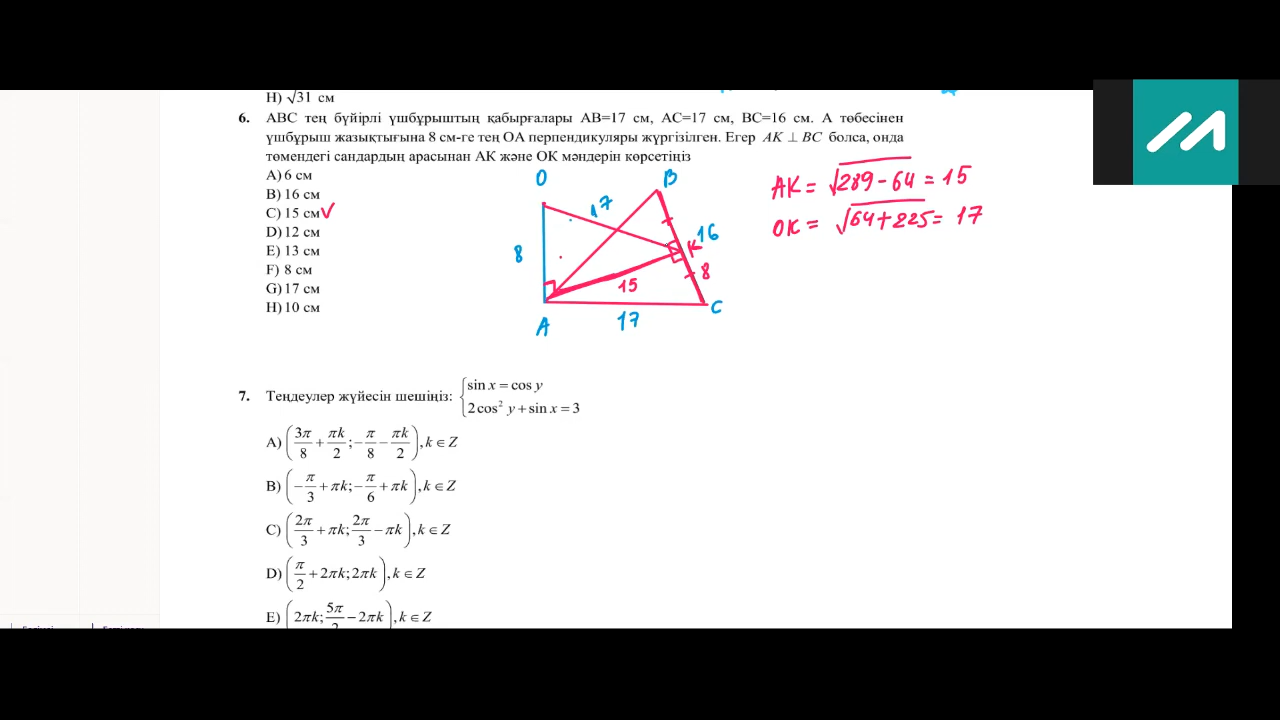 H) √31 см
6. ABC тең бүйірлі үшбұрыштың қабырғалары AB=17 см, AC=17 см, BC=16 см. A төбесінен
үшбұрыш жазықтығына 8 см-ге тең OA перпендикуляры жүргізілген. Егер AK ⊥ BC болса, онда
төмендегі сандардың арасынан AK және OK мәндерін көрсетіңіз
A) 6 см
B) 16 см
C) 15 см✓
D) 12 см
E) 13 см
F) 8 см
G) 17 см
H) 10 см
O
B
17
8
16
K
8
15
A
17
C
AK = √289-64 = 15
OK = √64+225 = 17
7. Теңдеулер жүйесін шешіңіз: {sin x = cos y
2cos² y + sin x = 3
A) (3π/8 + πk/2; -π/8 - πk/2), k ∈ Z
B) (-π/3 + πk; -π/6 + πk), k ∈ Z
C) (2π/3 + πk; 2π/3 - πk), k ∈ Z
D) (π/2 + 2πk; 2πk), k ∈ Z
E) (2πk; 5π/2 - 2πk), k ∈ Z